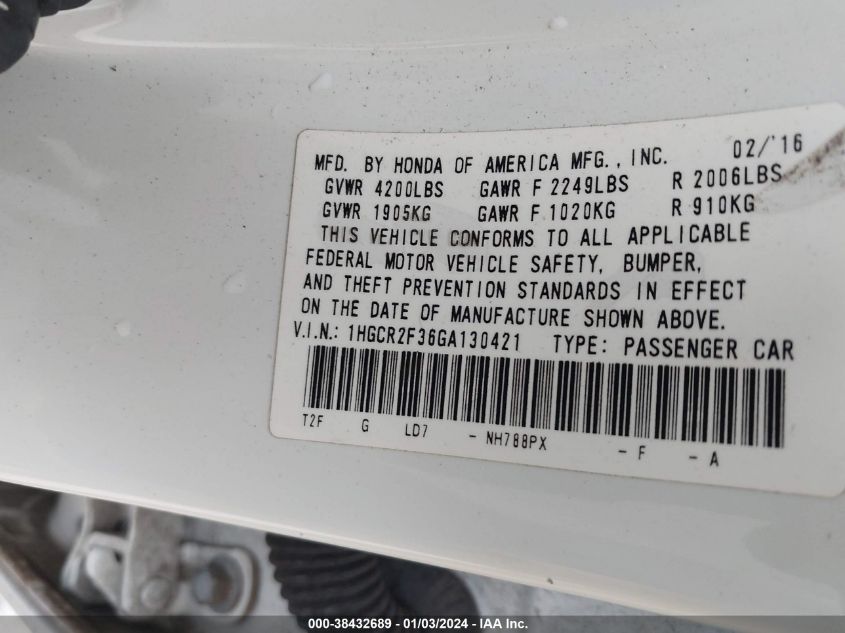 MFD. BY HONDA OF AMERICA MFG., INC. 02/'16
GVWR 4200LBS GAWR F 2249LBS R 2006LBS
GVWR 1905KG GAWR F 1020KG R 910KG
THIS VEHICLE CONFORMS TO ALL APPLICABLE
FEDERAL MOTOR VEHICLE SAFETY, BUMPER,
AND THEFT PREVENTION STANDARDS IN EFFECT
ON THE DATE OF MANUFACTURE SHOWN ABOVE.
V.I.N.: 1HGCR2F36GA130421 TYPE: PASSENGER CAR
T2F G LD7 - NH788PX - F - A
000-38432689 - 01/03/2024 - IAA Inc.